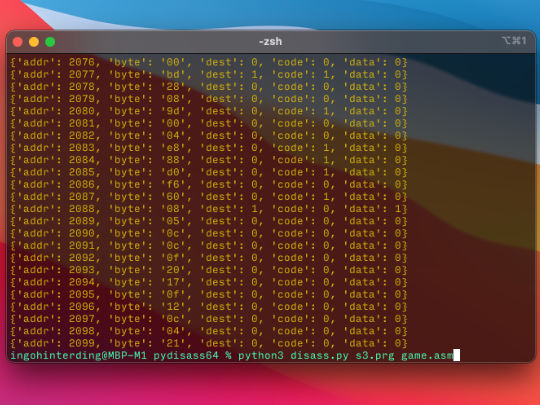 -zsh
⌥⌘1
{'addr': 2076, 'byte': '00', 'dest': 0, 'code': 0, 'data': 0}
{'addr': 2077, 'byte': 'bd', 'dest': 1, 'code': 1, 'data': 0}
{'addr': 2078, 'byte': '28', 'dest': 0, 'code': 0, 'data': 0}
{'addr': 2079, 'byte': '08', 'dest': 0, 'code': 0, 'data': 0}
{'addr': 2080, 'byte': '9d', 'dest': 0, 'code': 1, 'data': 0}
{'addr': 2081, 'byte': '00', 'dest': 0, 'code': 0, 'data': 0}
{'addr': 2082, 'byte': '04', 'dest': 0, 'code': 0, 'data': 0}
{'addr': 2083, 'byte': 'e8', 'dest': 0, 'code': 1, 'data': 0}
{'addr': 2084, 'byte': '88', 'dest': 0, 'code': 1, 'data': 0}
{'addr': 2085, 'byte': 'd0', 'dest': 0, 'code': 1, 'data': 0}
{'addr': 2086, 'byte': 'f6', 'dest': 0, 'code': 0, 'data': 0}
{'addr': 2087, 'byte': '60', 'dest': 0, 'code': 1, 'data': 0}
{'addr': 2088, 'byte': '08', 'dest': 1, 'code': 0, 'data': 1}
{'addr': 2089, 'byte': '05', 'dest': 0, 'code': 0, 'data': 0}
{'addr': 2090, 'byte': '0c', 'dest': 0, 'code': 0, 'data': 0}
{'addr': 2091, 'byte': '0c', 'dest': 0, 'code': 0, 'data': 0}
{'addr': 2092, 'byte': '0f', 'dest': 0, 'code': 0, 'data': 0}
{'addr': 2093, 'byte': '20', 'dest': 0, 'code': 0, 'data': 0}
{'addr': 2094, 'byte': '17', 'dest': 0, 'code': 0, 'data': 0}
{'addr': 2095, 'byte': '0f', 'dest': 0, 'code': 0, 'data': 0}
{'addr': 2096, 'byte': '12', 'dest': 0, 'code': 0, 'data': 0}
{'addr': 2097, 'byte': '0c', 'dest': 0, 'code': 0, 'data': 0}
{'addr': 2098, 'byte': '04', 'dest': 0, 'code': 0, 'data': 0}
{'addr': 2099, 'byte': '21', 'dest': 0, 'code': 0, 'data': 0}
ingohinterding@MBP-M1 pydisass64 % python3 disass.py s3.prg game.asm